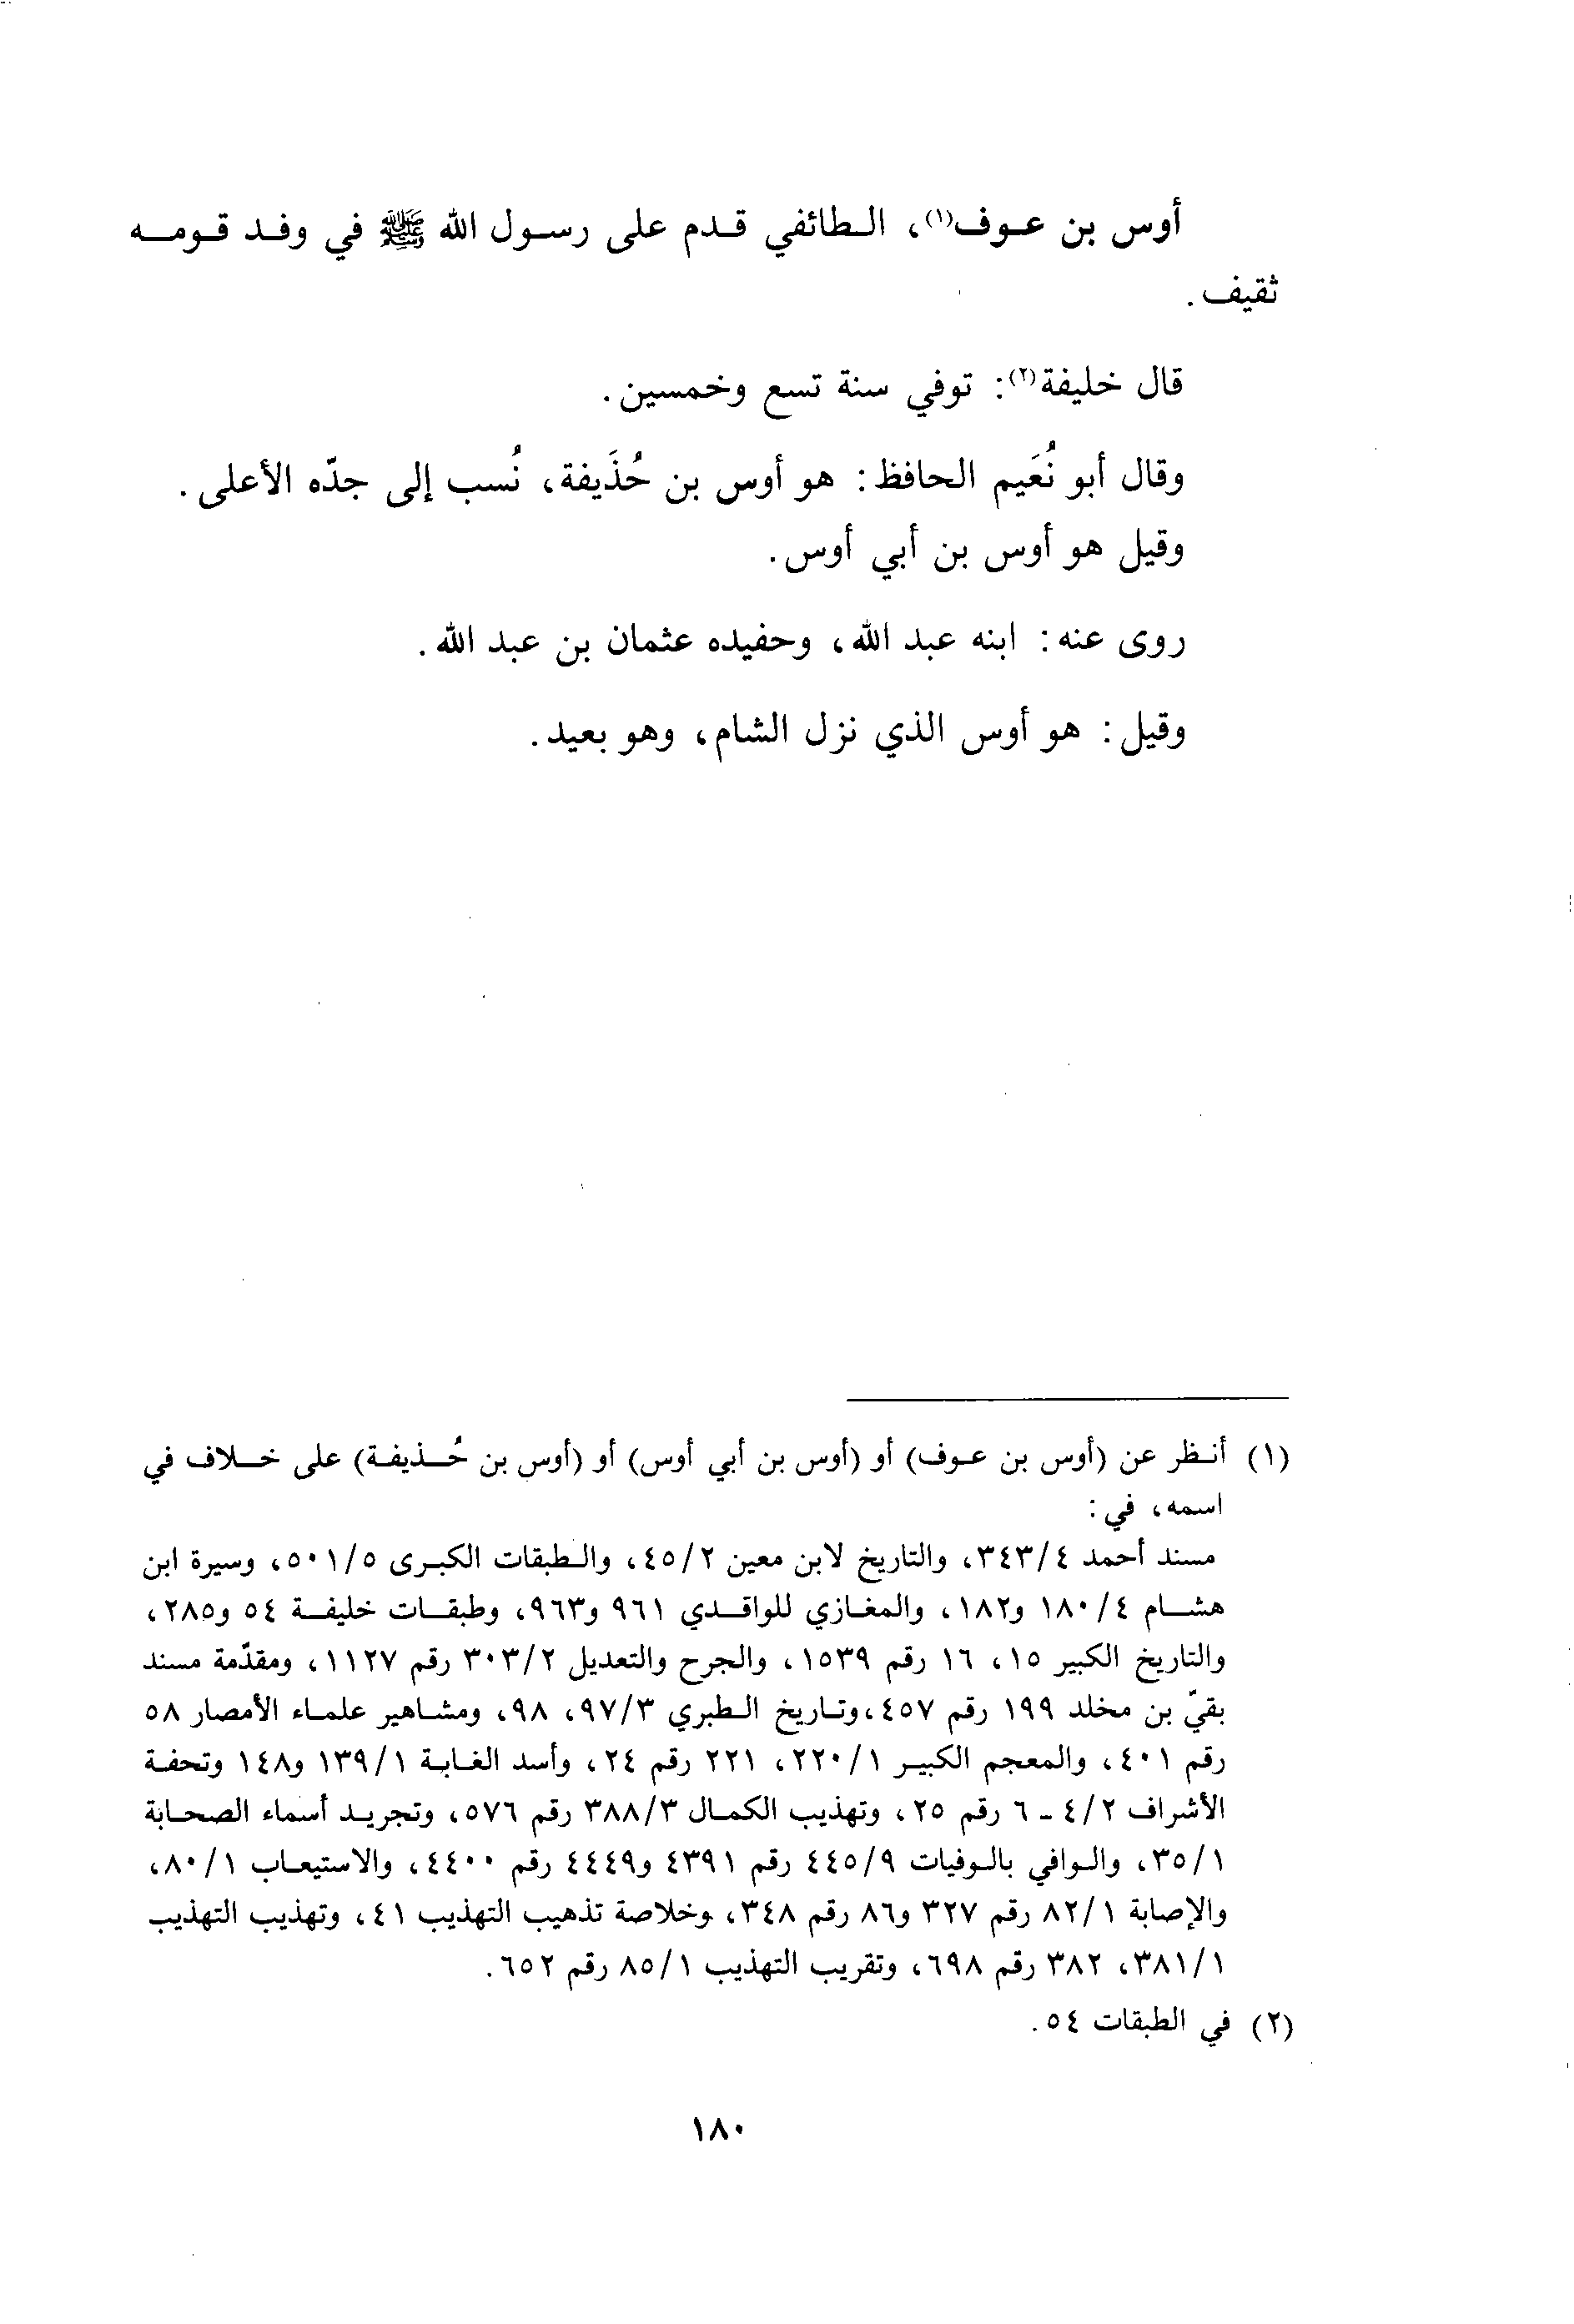 أوس بن عوف(١)، الطائفي قدم على رسول الله ﷺ في وفد قومه
ثقيف.
قال خليفة(٢): توفي سنة تسع وخمسين.
وقال أبو نُعَيم الحافظ: هو أوس بن حُذَيفة، نُسب إلى جدّه الأعلى.
وقيل هو أوس بن أبي أوس.
روى عنه: ابنه عبد الله، وحفيده عثمان بن عبد الله.
وقيل: هو أوس الذي نزل الشام، وهو بعيد.
(١) أنظر عن (أوس بن عوف) أو (أوس بن أبي أوس) أو (أوس بن حُذيفة) على خلاف في
اسمه، في:
مسند أحمد ٣٤٣/٤، والتاريخ لابن معين ٤٥/٢، والطبقات الكبرى ٥٠١/٥، وسيرة ابن
هشام ١٨٠/٤ و١٨٢، والمغازي للواقدي ٩٦١ و٩٦٣، وطبقات خليفة ٥٤ و٢٨٥،
والتاريخ الكبير ١٥، ١٦ رقم ١٥٣٩، والجرح والتعديل ٣٠٣/٢ رقم ١١٢٧، ومقدّمة مسند
بقيّ بن مخلد ١٩٩ رقم ٤٥٧، وتاريخ الطبري ٩٧/٣، ٩٨، ومشاهير علماء الأمصار ٥٨
رقم ٤٠١، والمعجم الكبير ٢٢٠/١، ٢٢١ رقم ٢٤، وأسد الغابة ١٣٩/١ و١٤٨ وتحفة
الأشراف ٤/٢ - ٦ رقم ٢٥، وتهذيب الكمال ٣٨٨/٣ رقم ٥٧٦، وتجريد أسماء الصحابة
٣٥/١، والوافي بالوفيات ٤٤٥/٩ رقم ٤٣٩١ و٤٤٤٩ رقم ٤٤٠٠، والاستيعاب ٨٠/١،
والإصابة ٨٢/١ رقم ٣٢٧ و٨٦ رقم ٣٤٨، وخلاصة تذهيب التهذيب ٤١، وتهذيب التهذيب
٣٨١/١، ٣٨٢ رقم ٦٩٨، وتقريب التهذيب ٨٥/١ رقم ٦٥٢.
(٢) في الطبقات ٥٤.
١٨٠